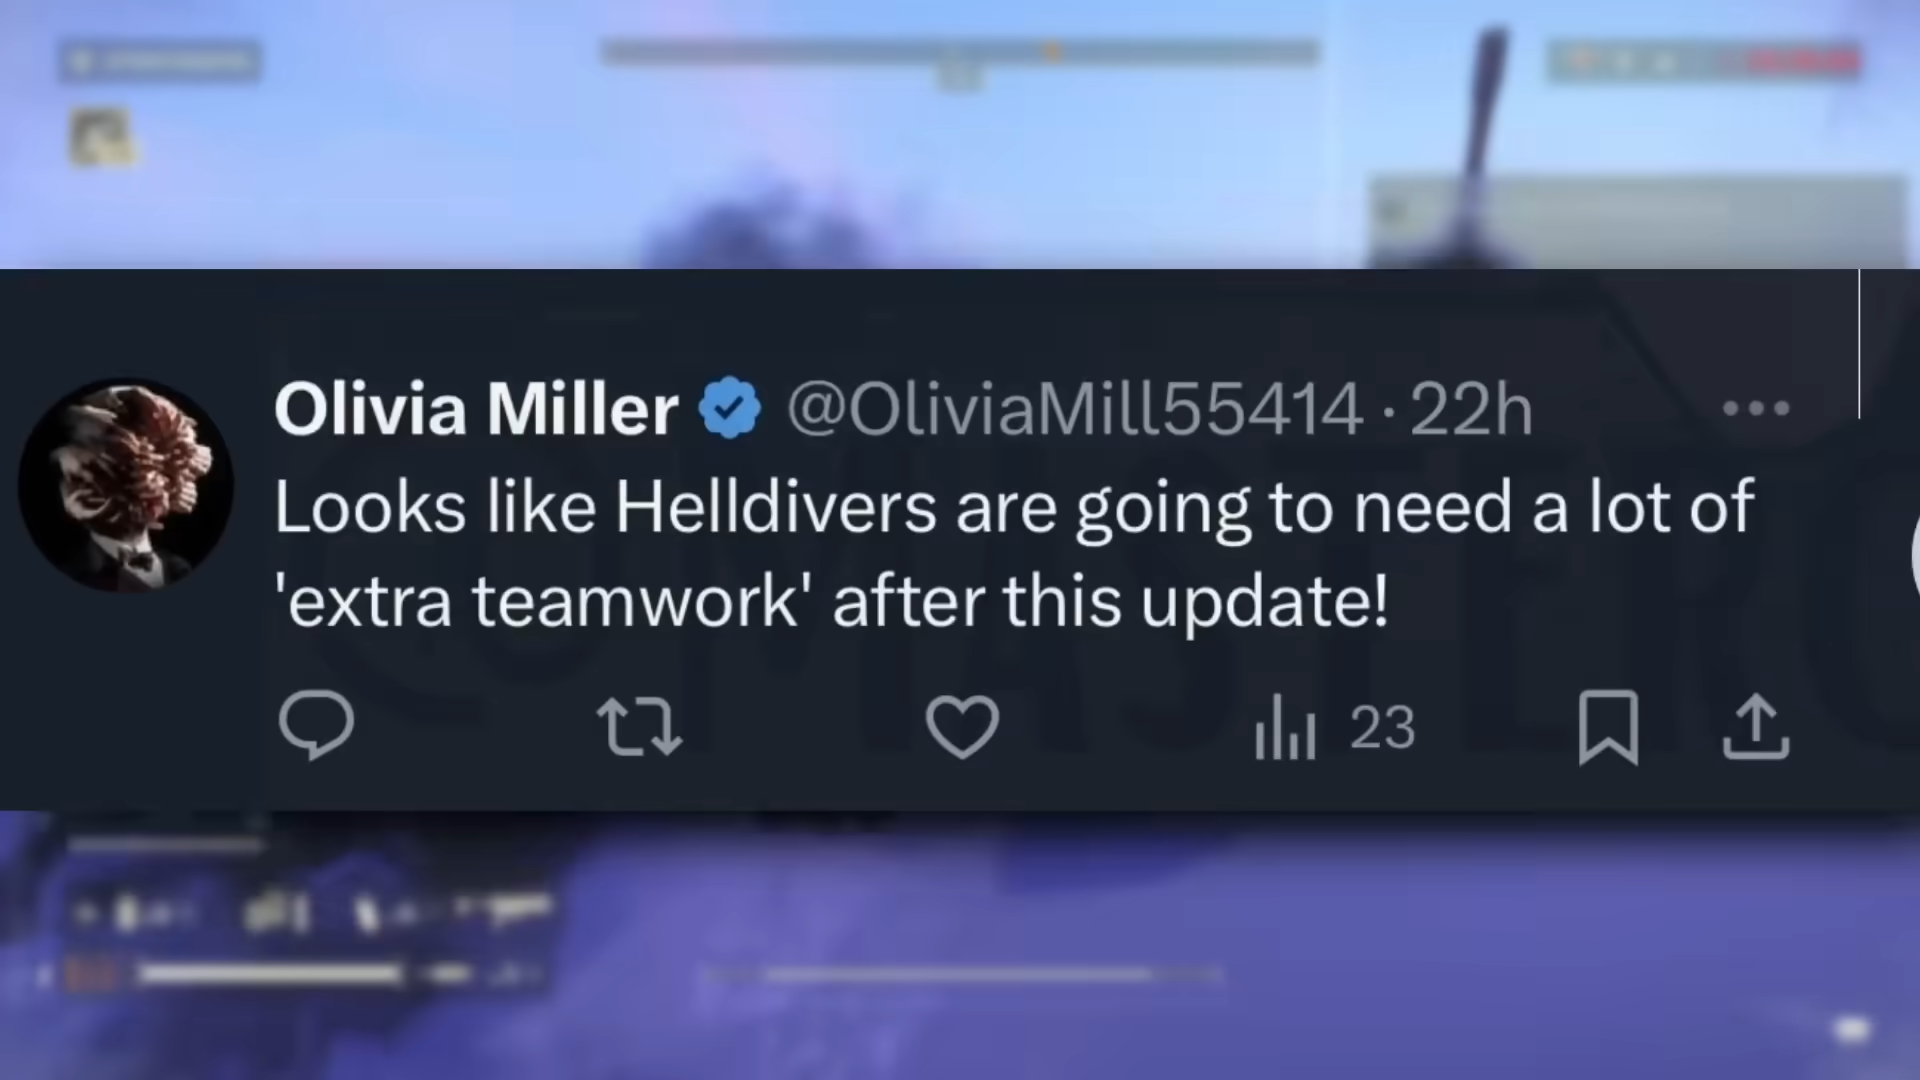 Olivia Miller @OliviaMill55414 · 22h
Looks like Helldivers are going to need a lot of
'extra teamwork' after this update!
23